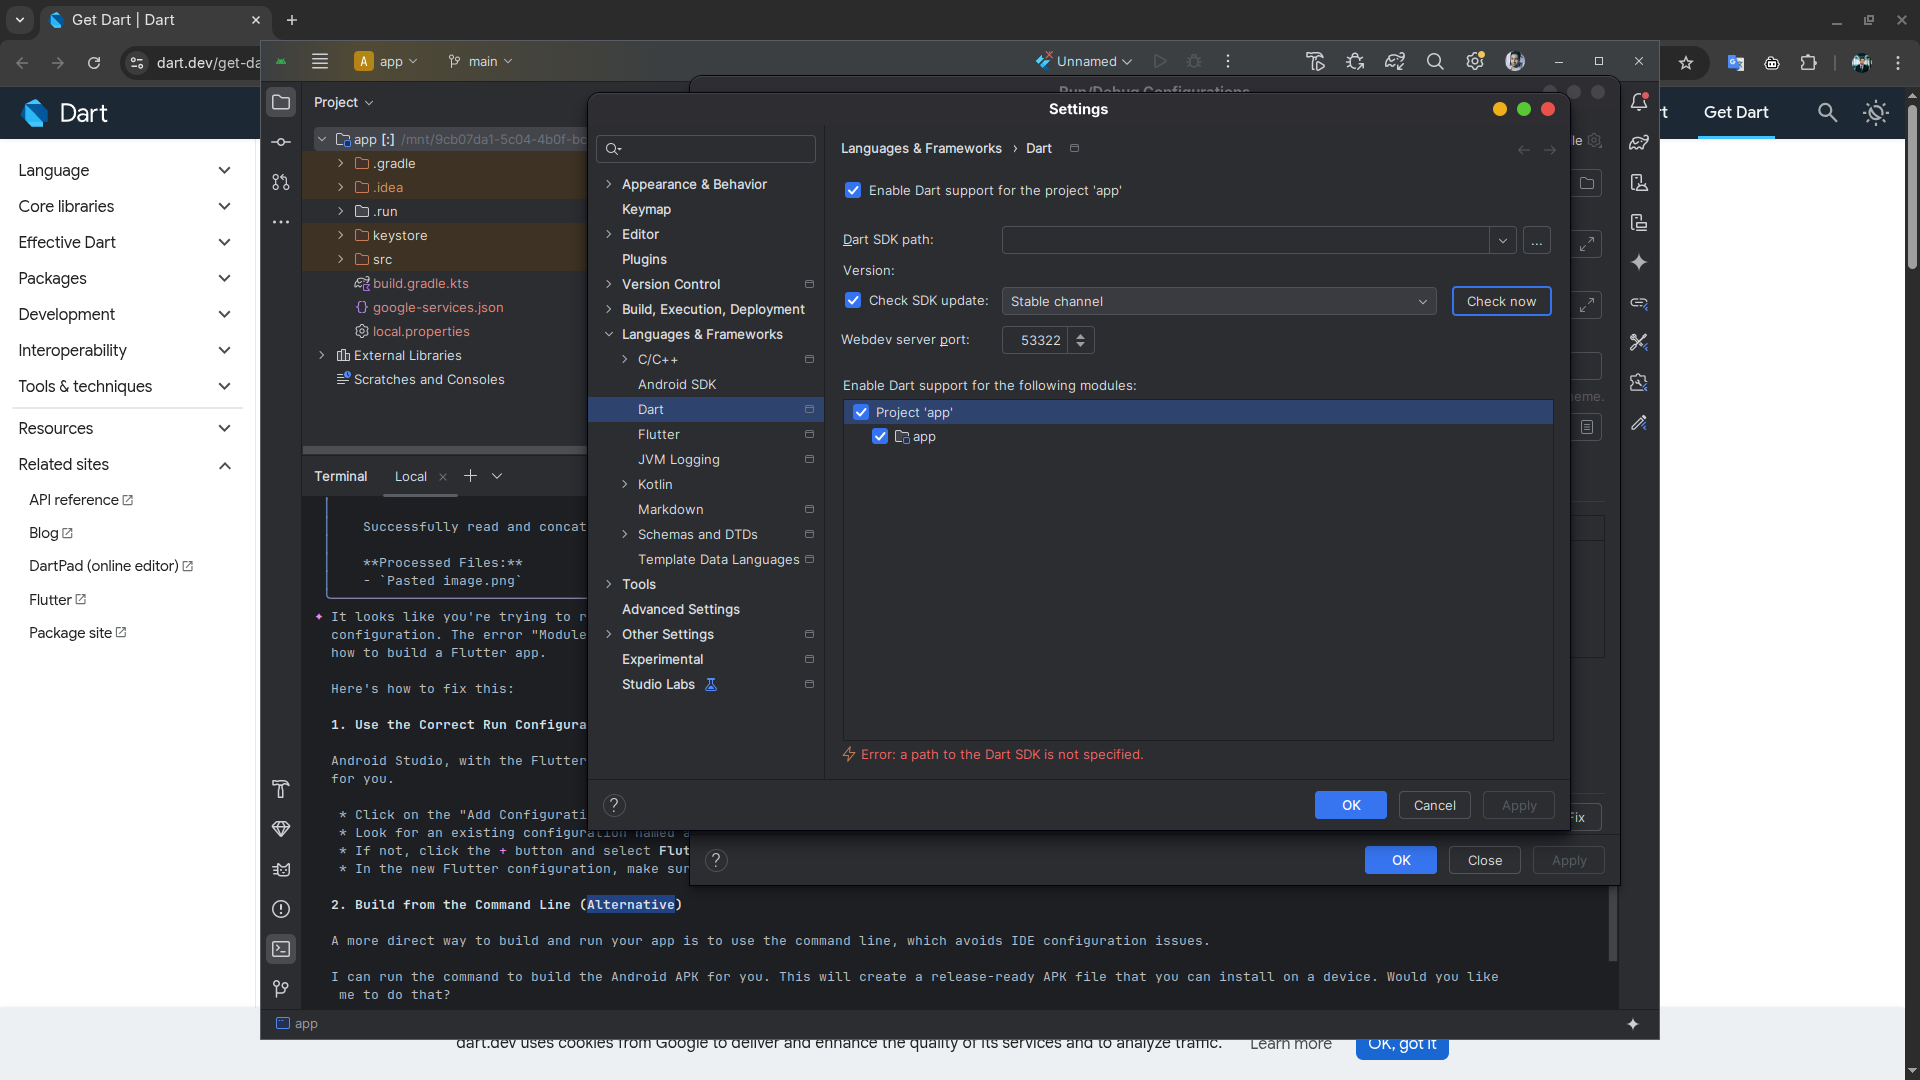 Get Dart | Dart
dart.dev/get-da
A app
main
Unnamed
Dart
rt
Get Dart
Language
Core libraries
Effective Dart
Packages
Development
Interoperability
Tools & techniques
Resources
Related sites
API reference
Blog
DartPad (online editor)
Flutter
Package site
Project
app [:] /mnt/9cb07da1-5c04-4b0f-bc
.gradle
.idea
.run
keystore
src
build.gradle.kts
google-services.json
local.properties
External Libraries
Scratches and Consoles
Terminal
Local
Successfully read and concat
**Processed Files:**
- `Pasted image.png`
It looks like you're trying to r
configuration. The error "Module
how to build a Flutter app.
Here's how to fix this:
1. Use the Correct Run Configura
Android Studio, with the Flutter
for you.
* Click on the "Add Configurati
* Look for an existing configuration named a
* If not, click the + button and select Flut
* In the new Flutter configuration, make sur
2. Build from the Command Line (Alternative)
A more direct way to build and run your app is to use the command line, which avoids IDE configuration issues.
I can run the command to build the Android APK for you. This will create a release-ready APK file that you can install on a device. Would you like
me to do that?
app
Run/Debug Configurations
le
eme.
Fix
OK
Close
Apply
Settings
Appearance & Behavior
Keymap
Editor
Plugins
Version Control
Build, Execution, Deployment
Languages & Frameworks
C/C++
Android SDK
Dart
Flutter
JVM Logging
Kotlin
Markdown
Schemas and DTDs
Template Data Languages
Tools
Advanced Settings
Other Settings
Experimental
Studio Labs
Languages & Frameworks › Dart
Enable Dart support for the project 'app'
Dart SDK path:
...
Version:
Check SDK update:
Stable channel
Check now
Webdev server port:
53322
Enable Dart support for the following modules:
Project 'app'
app
Error: a path to the Dart SDK is not specified.
?
OK
Cancel
Apply
?
dart.dev uses cookies from Google to deliver and enhance the quality of its services and to analyze traffic.
Learn more
OK, got it